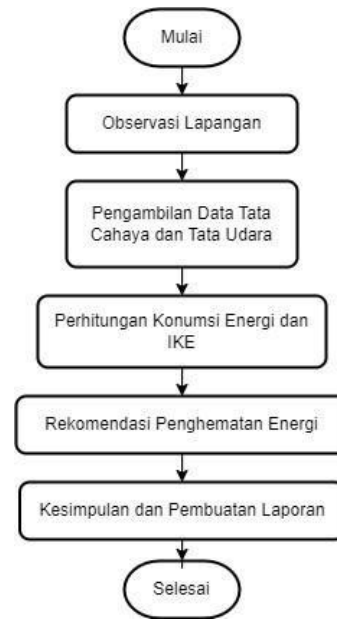 Mulai
Observasi Lapangan
Pengambilan Data Tata
Cahaya dan Tata Udara
Perhitungan Konumsi Energi dan
IKE
Rekomendasi Penghematan Energi
Kesimpulan dan Pembuatan Laporan
Selesai